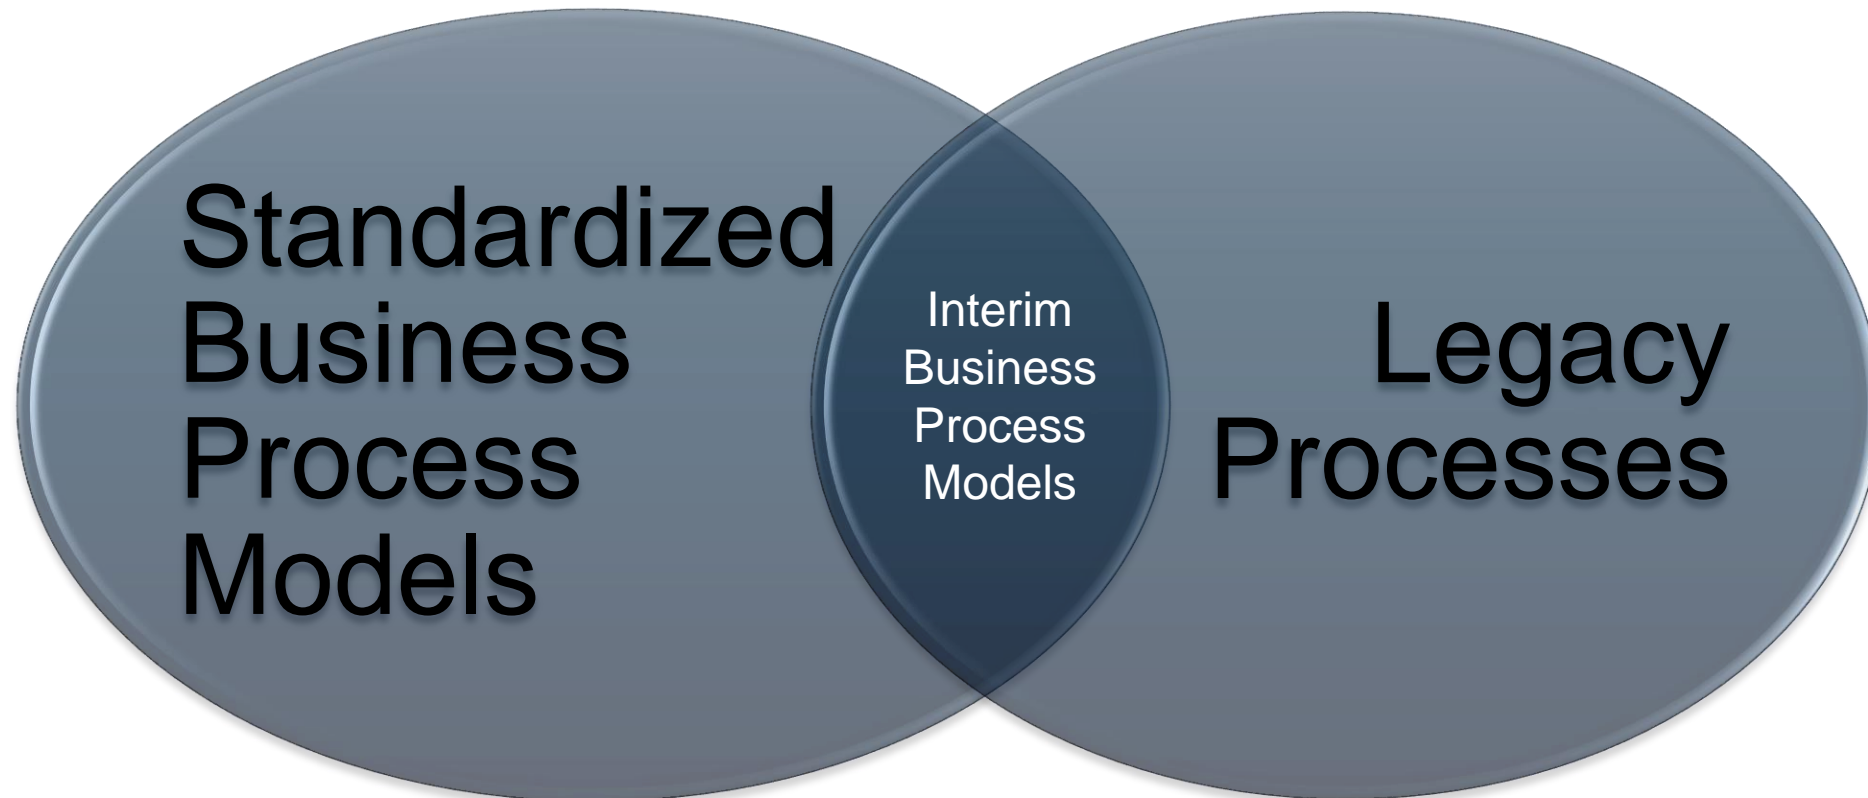 Standardized
Business
Process
Models
Interim
Business
Process
Models
Legacy
Processes